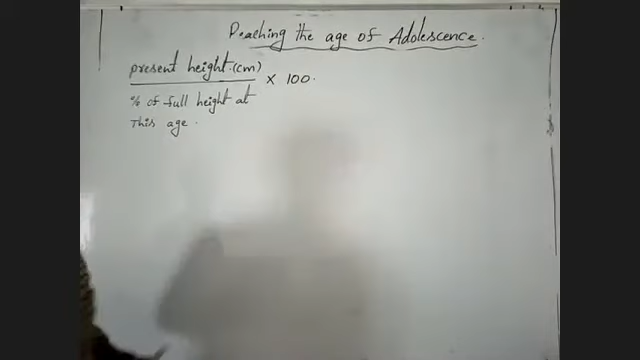 Reaching the age of Adolescence.
present height.(cm)
% of full height at
This age.
× 100.